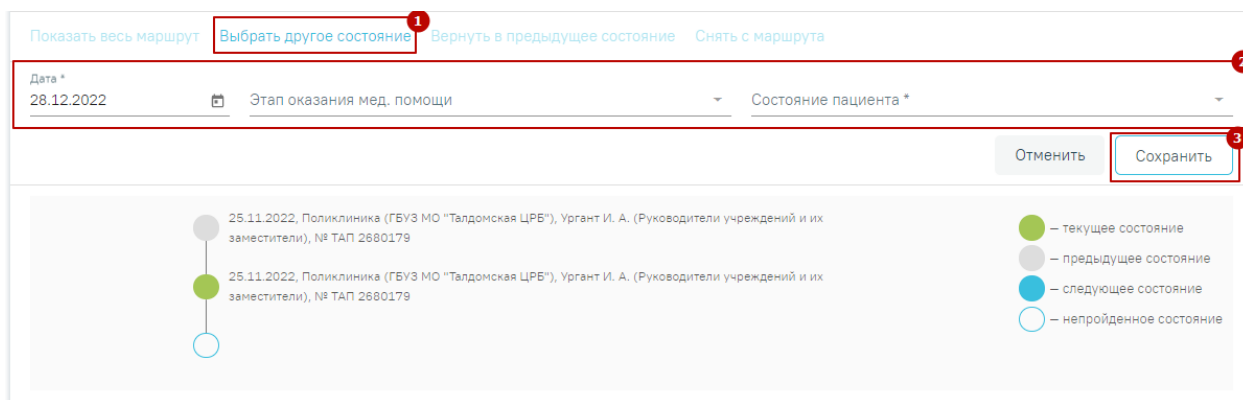 1
Показать весь маршрут Выбрать другое состояние Вернуть в предыдущее состояние Снять с маршрута
2
Дата *
28.12.2022 Этап оказания мед. помощи Состояние пациента *
3
Отменить Сохранить
25.11.2022, Поликлиника (ГБУЗ МО "Талдомская ЦРБ"), Ургант И. А. (Руководители учреждений и их
заместители), № ТАП 2680179
25.11.2022, Поликлиника (ГБУЗ МО "Талдомская ЦРБ"), Ургант И. А. (Руководители учреждений и их
заместители), № ТАП 2680179
– текущее состояние
– предыдущее состояние
– следующее состояние
– непройденное состояние